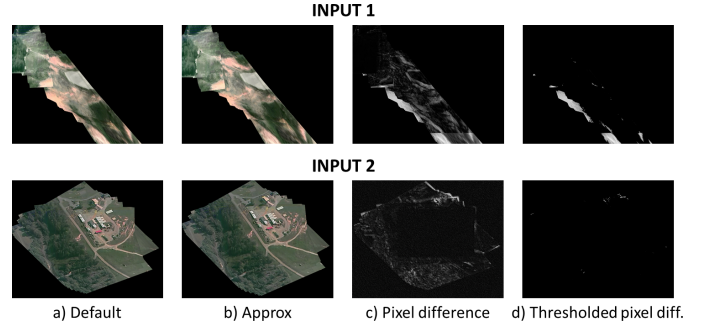 INPUT 1
INPUT 2
a) Default
b) Approx
c) Pixel difference
d) Thresholded pixel diff.